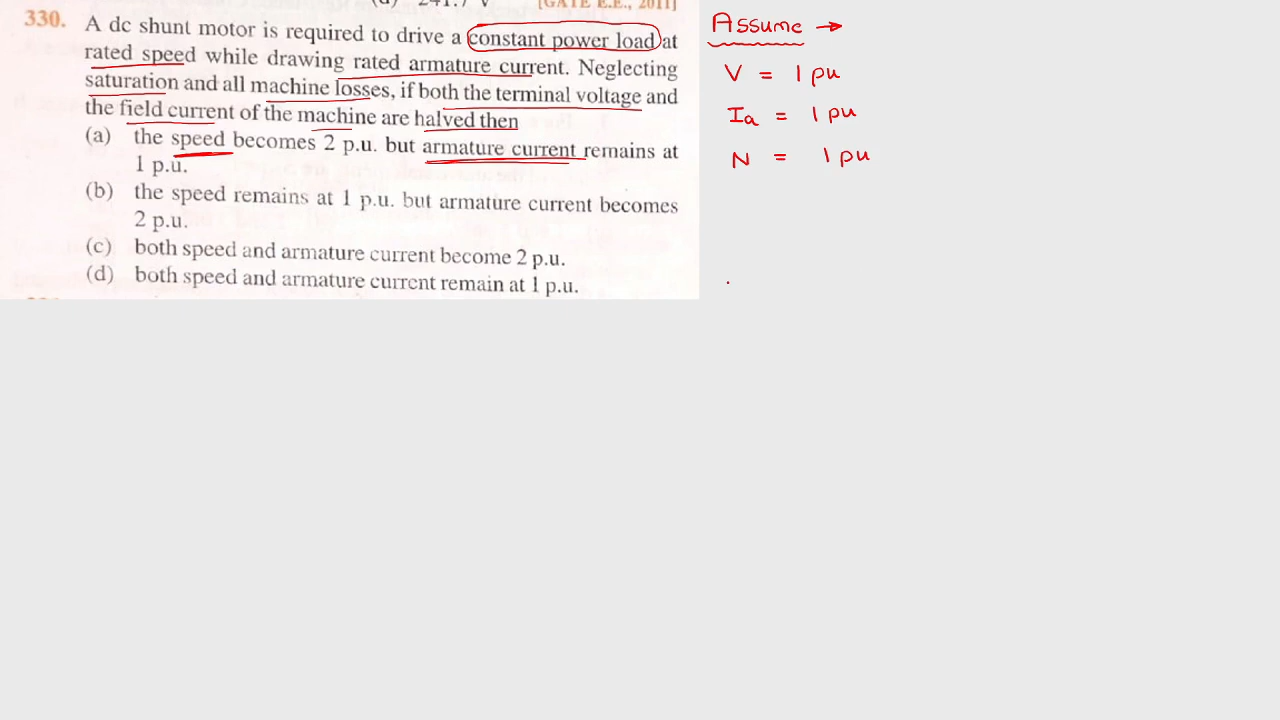 [GATE E.E., 2011]
330. A dc shunt motor is required to drive a constant power load at
rated speed while drawing rated armature current. Neglecting
saturation and all machine losses, if both the terminal voltage and
the field current of the machine are halved then
(a) the speed becomes 2 p.u. but armature current remains at
1 p.u.
(b) the speed remains at 1 p.u. but armature current becomes
2 p.u.
(c) both speed and armature current become 2 p.u.
(d) both speed and armature current remain at 1 p.u.
Assume →
V = 1 pu
Ia = 1 pu
N = 1 pu